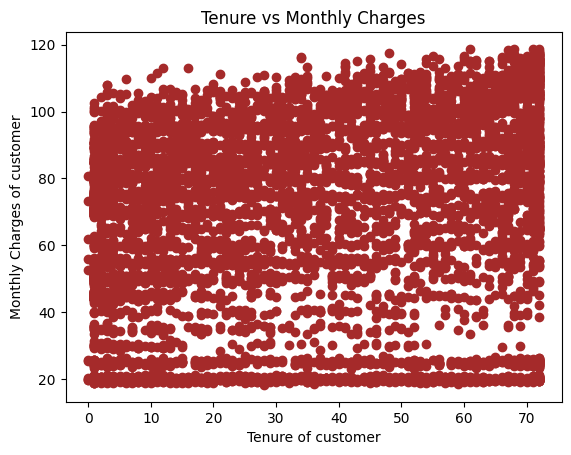 Tenure vs Monthly Charges
120
100
80
60
40
20
Monthly Charges of customer
0 10 20 30 40 50 60 70
Tenure of customer